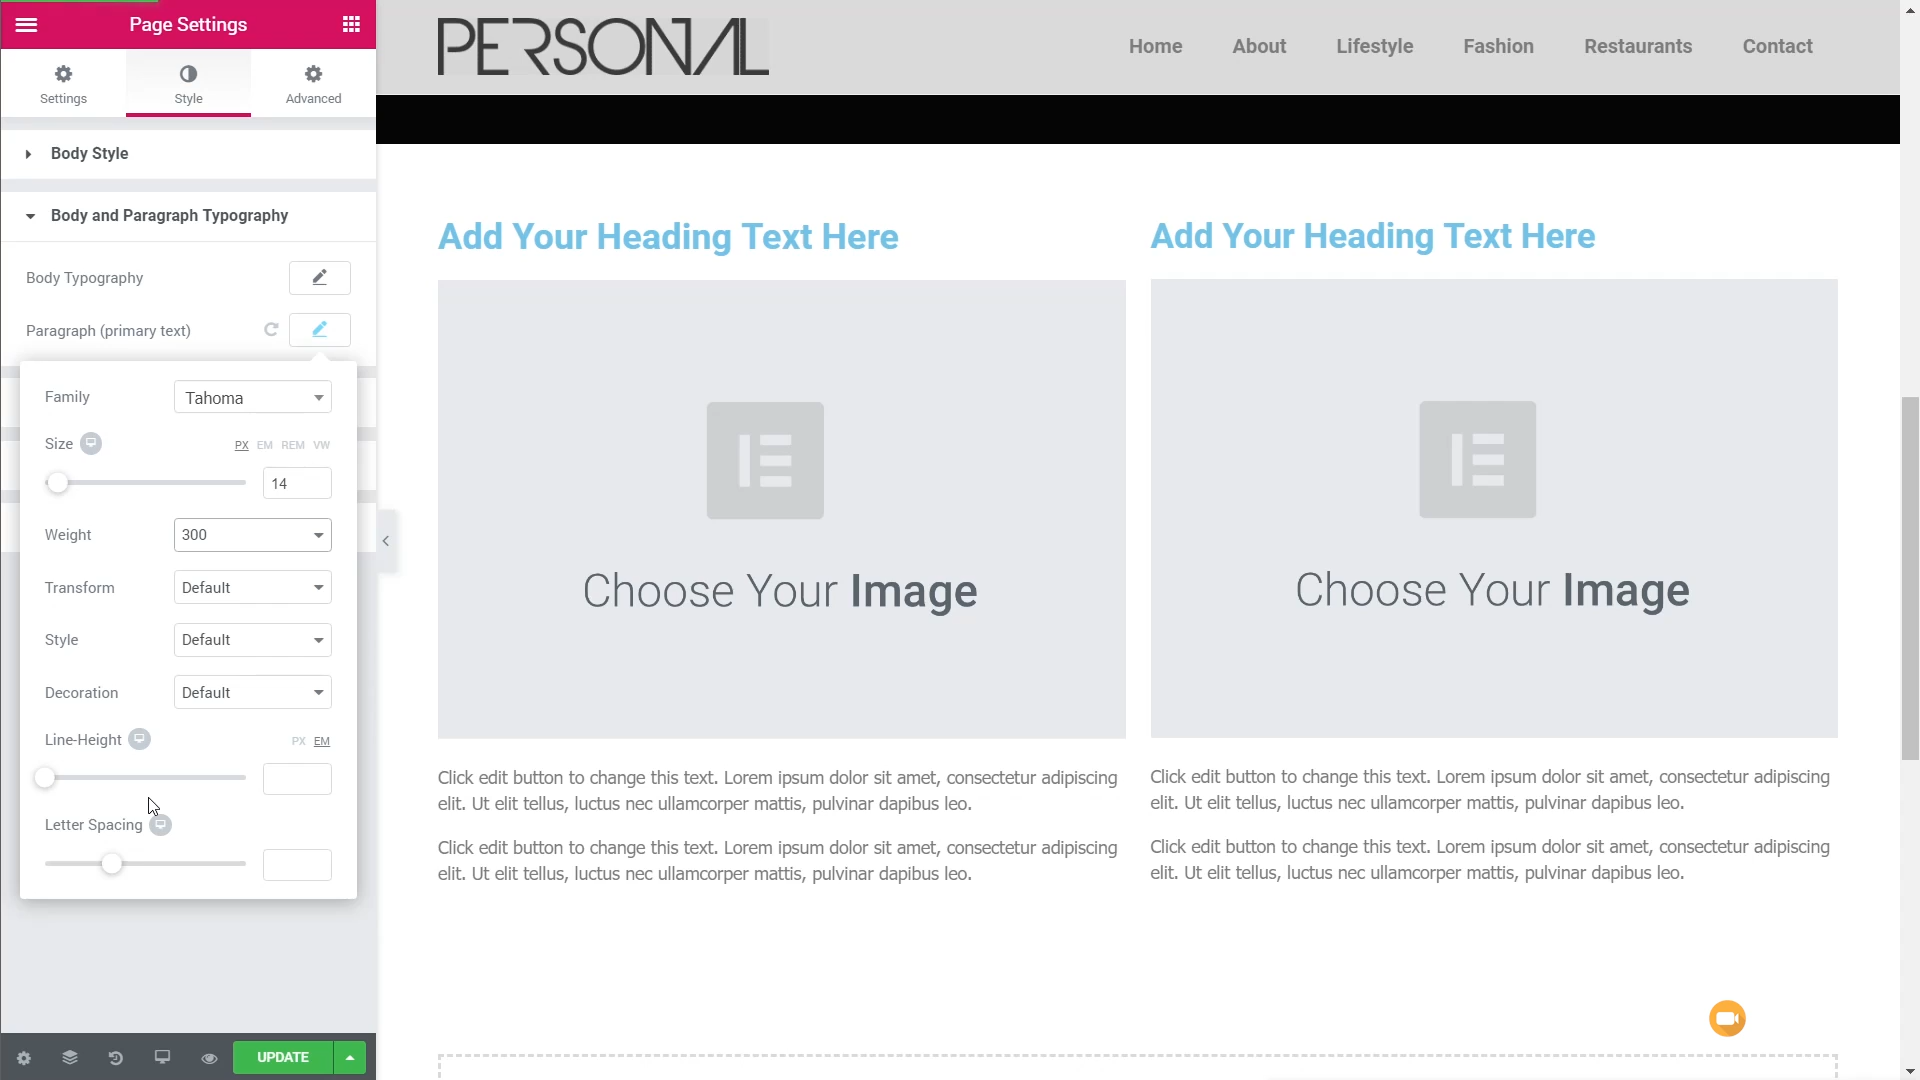 Page Settings
Settings
Style
Advanced
Body Style
Body and Paragraph Typography
Body Typography
Paragraph (primary text)
Family
Tahoma
Size
PX EM REM VW
14
Weight
300
Transform
Default
Style
Default
Decoration
Default
Line-Height
PX EM
Letter Spacing
UPDATE
PERSONAL
Home About Lifestyle Fashion Restaurants Contact
Add Your Heading Text Here
Choose Your Image
Click edit button to change this text. Lorem ipsum dolor sit amet, consectetur adipiscing
elit. Ut elit tellus, luctus nec ullamcorper mattis, pulvinar dapibus leo.
Click edit button to change this text. Lorem ipsum dolor sit amet, consectetur adipiscing
elit. Ut elit tellus, luctus nec ullamcorper mattis, pulvinar dapibus leo.
Add Your Heading Text Here
Choose Your Image
Click edit button to change this text. Lorem ipsum dolor sit amet, consectetur adipiscing
elit. Ut elit tellus, luctus nec ullamcorper mattis, pulvinar dapibus leo.
Click edit button to change this text. Lorem ipsum dolor sit amet, consectetur adipiscing
elit. Ut elit tellus, luctus nec ullamcorper mattis, pulvinar dapibus leo.